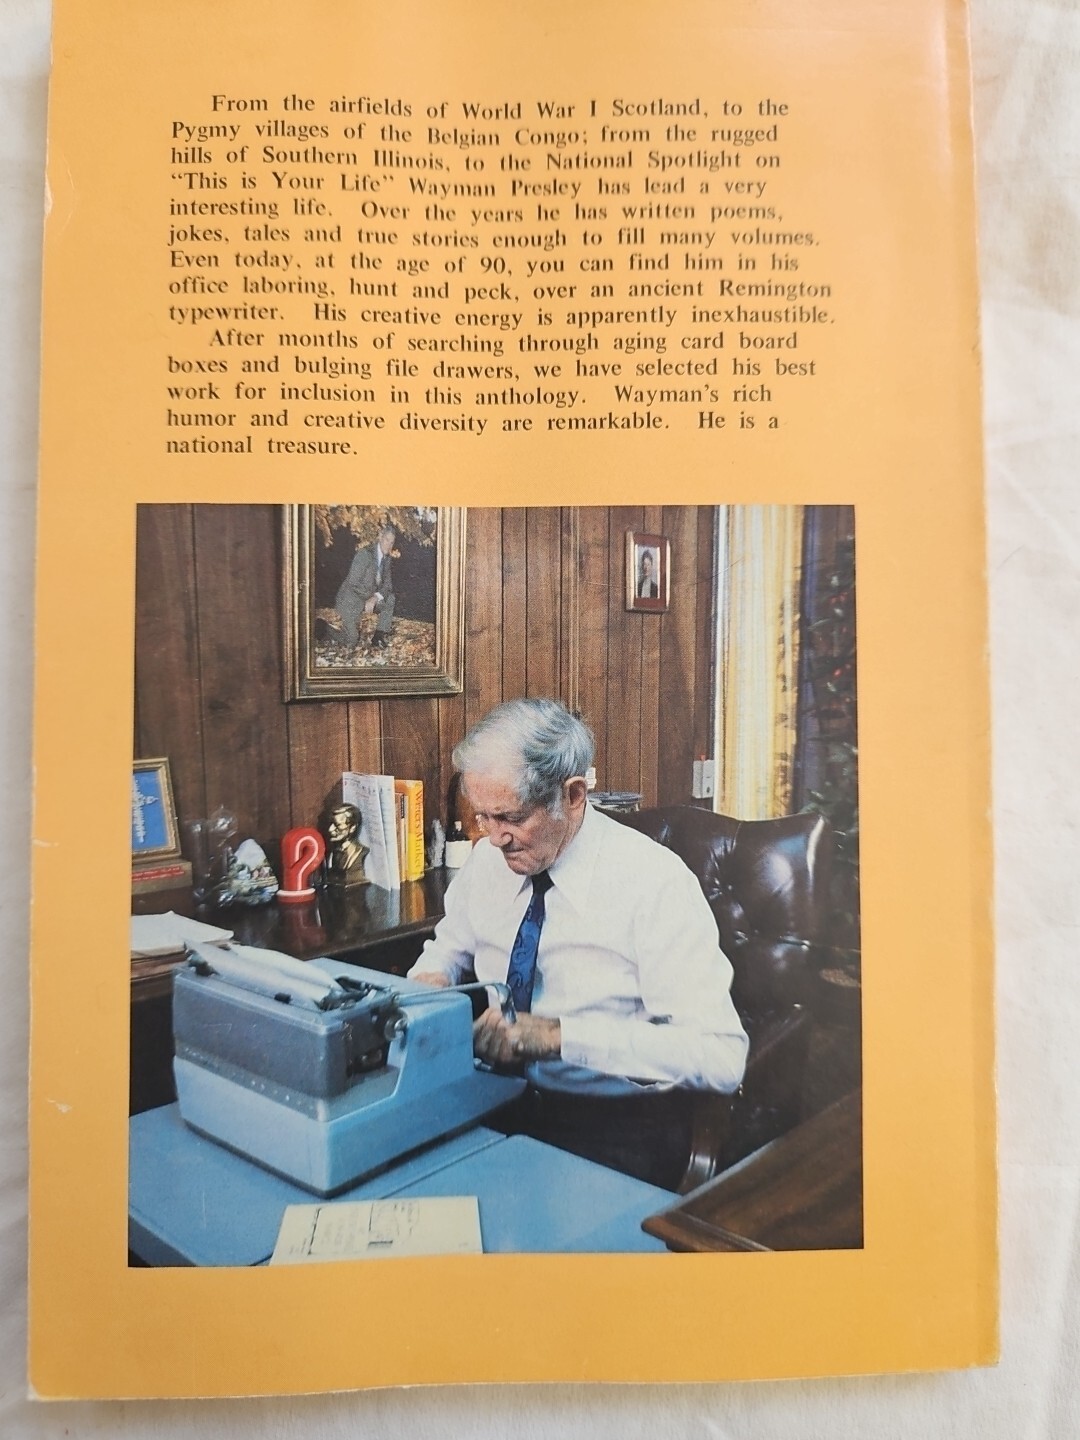 From the airfields of World War I Scotland, to the
Pygmy villages of the Belgian Congo; from the rugged
hills of Southern Illinois, to the National Spotlight on
"This is Your Life" Wayman Presley has lead a very
interesting life. Over the years he has written poems,
jokes, tales and true stories enough to fill many volumes.
Even today, at the age of 90, you can find him in his
office laboring, hunt and peck, over an ancient Remington
typewriter. His creative energy is apparently inexhaustible.
After months of searching through aging card board
boxes and bulging file drawers, we have selected his best
work for inclusion in this anthology. Wayman's rich
humor and creative diversity are remarkable. He is a
national treasure.
?
Writer's Market